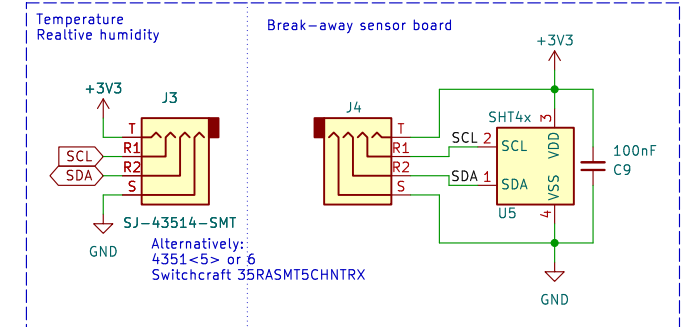 Temperature
Realtive humidity
Break-away sensor board
+3V3
J3
T
R1
R2
S
SCL
SDA
GND
SJ-43514-SMT
Alternatively:
4351<5> or 6
Switchcraft 35RASMT5CHNTRX
J4
T
R1
R2
S
+3V3
SHT4x
3
VDD
SCL 2
SCL
SDA 1
SDA
VSS
4
U5
100nF
C9
GND